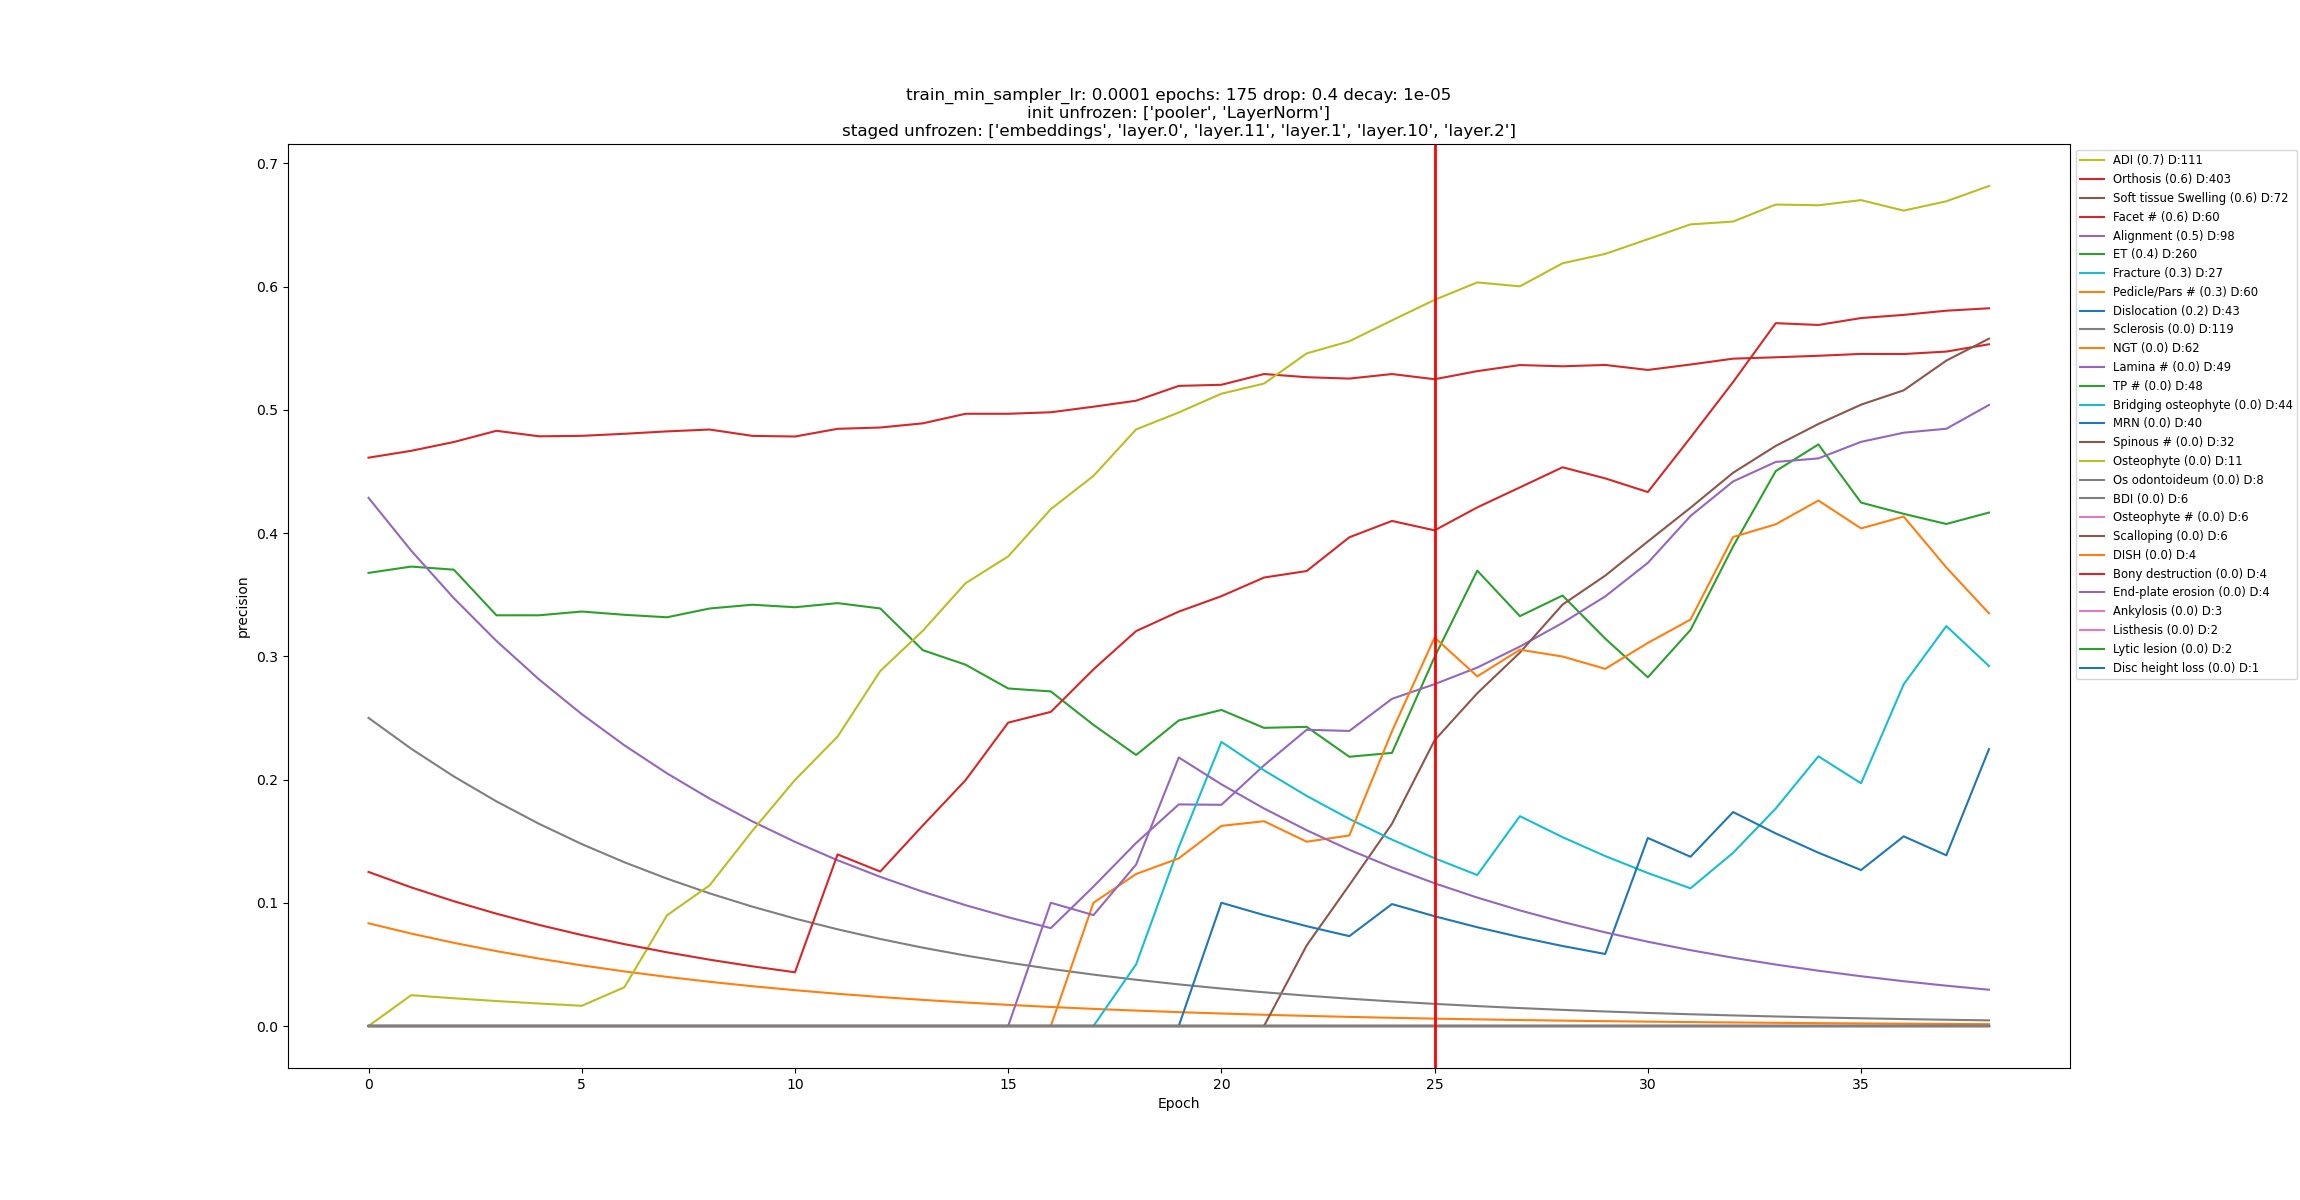 train_min_sampler_lr: 0.0001 epochs: 175 drop: 0.4 decay: 1e-05
init unfrozen: ['pooler', 'LayerNorm']
staged unfrozen: ['embeddings', 'layer.0', 'layer.11', 'layer.1', 'layer.10', 'layer.2']
0.7
0.6
0.5
0.4
0.3
0.2
0.1
0.0
precision
0 5 10 15 20 25 30 35
Epoch
ADI (0.7) D:111
Orthosis (0.6) D:403
Soft tissue Swelling (0.6) D:72
Facet # (0.6) D:60
Alignment (0.5) D:98
ET (0.4) D:260
Fracture (0.3) D:27
Pedicle/Pars # (0.3) D:60
Dislocation (0.2) D:43
Sclerosis (0.0) D:119
NGT (0.0) D:62
Lamina # (0.0) D:49
TP # (0.0) D:48
Bridging osteophyte (0.0) D:44
MRN (0.0) D:40
Spinous # (0.0) D:32
Osteophyte (0.0) D:11
Os odontoideum (0.0) D:8
BDI (0.0) D:6
Osteophyte # (0.0) D:6
Scalloping (0.0) D:6
DISH (0.0) D:4
Bony destruction (0.0) D:4
End-plate erosion (0.0) D:4
Ankylosis (0.0) D:3
Listhesis (0.0) D:2
Lytic lesion (0.0) D:2
Disc height loss (0.0) D:1